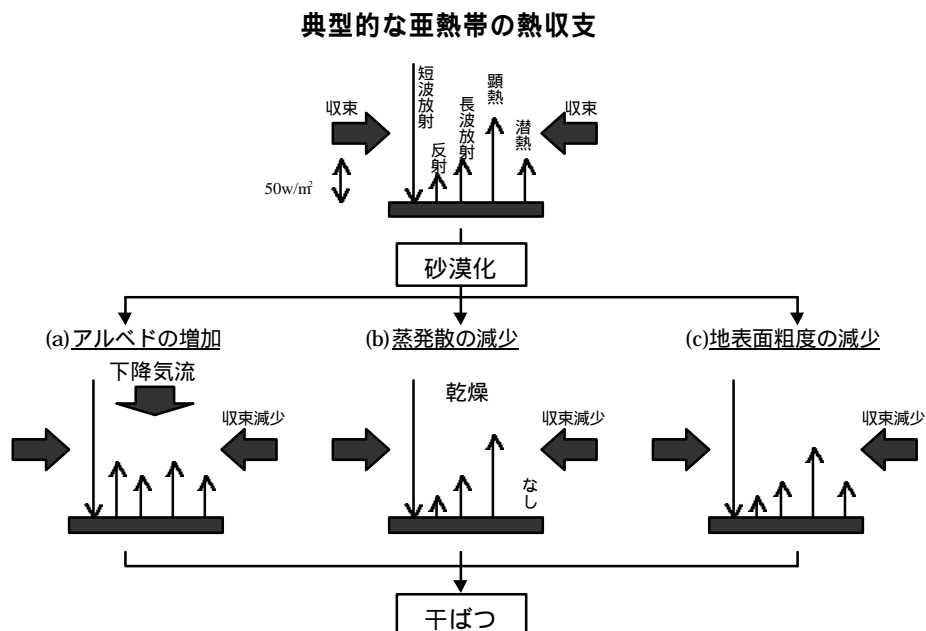 典型的な亜熱帯の熱収支
収束
短波放射
反射
長波放射
顕熱
潜熱
収束
50w/㎡
砂漠化
(a)アルベドの増加
(b)蒸発散の減少
(c)地表面粗度の減少
下降気流
収束減少
乾燥
なし
収束減少
収束減少
干ばつ